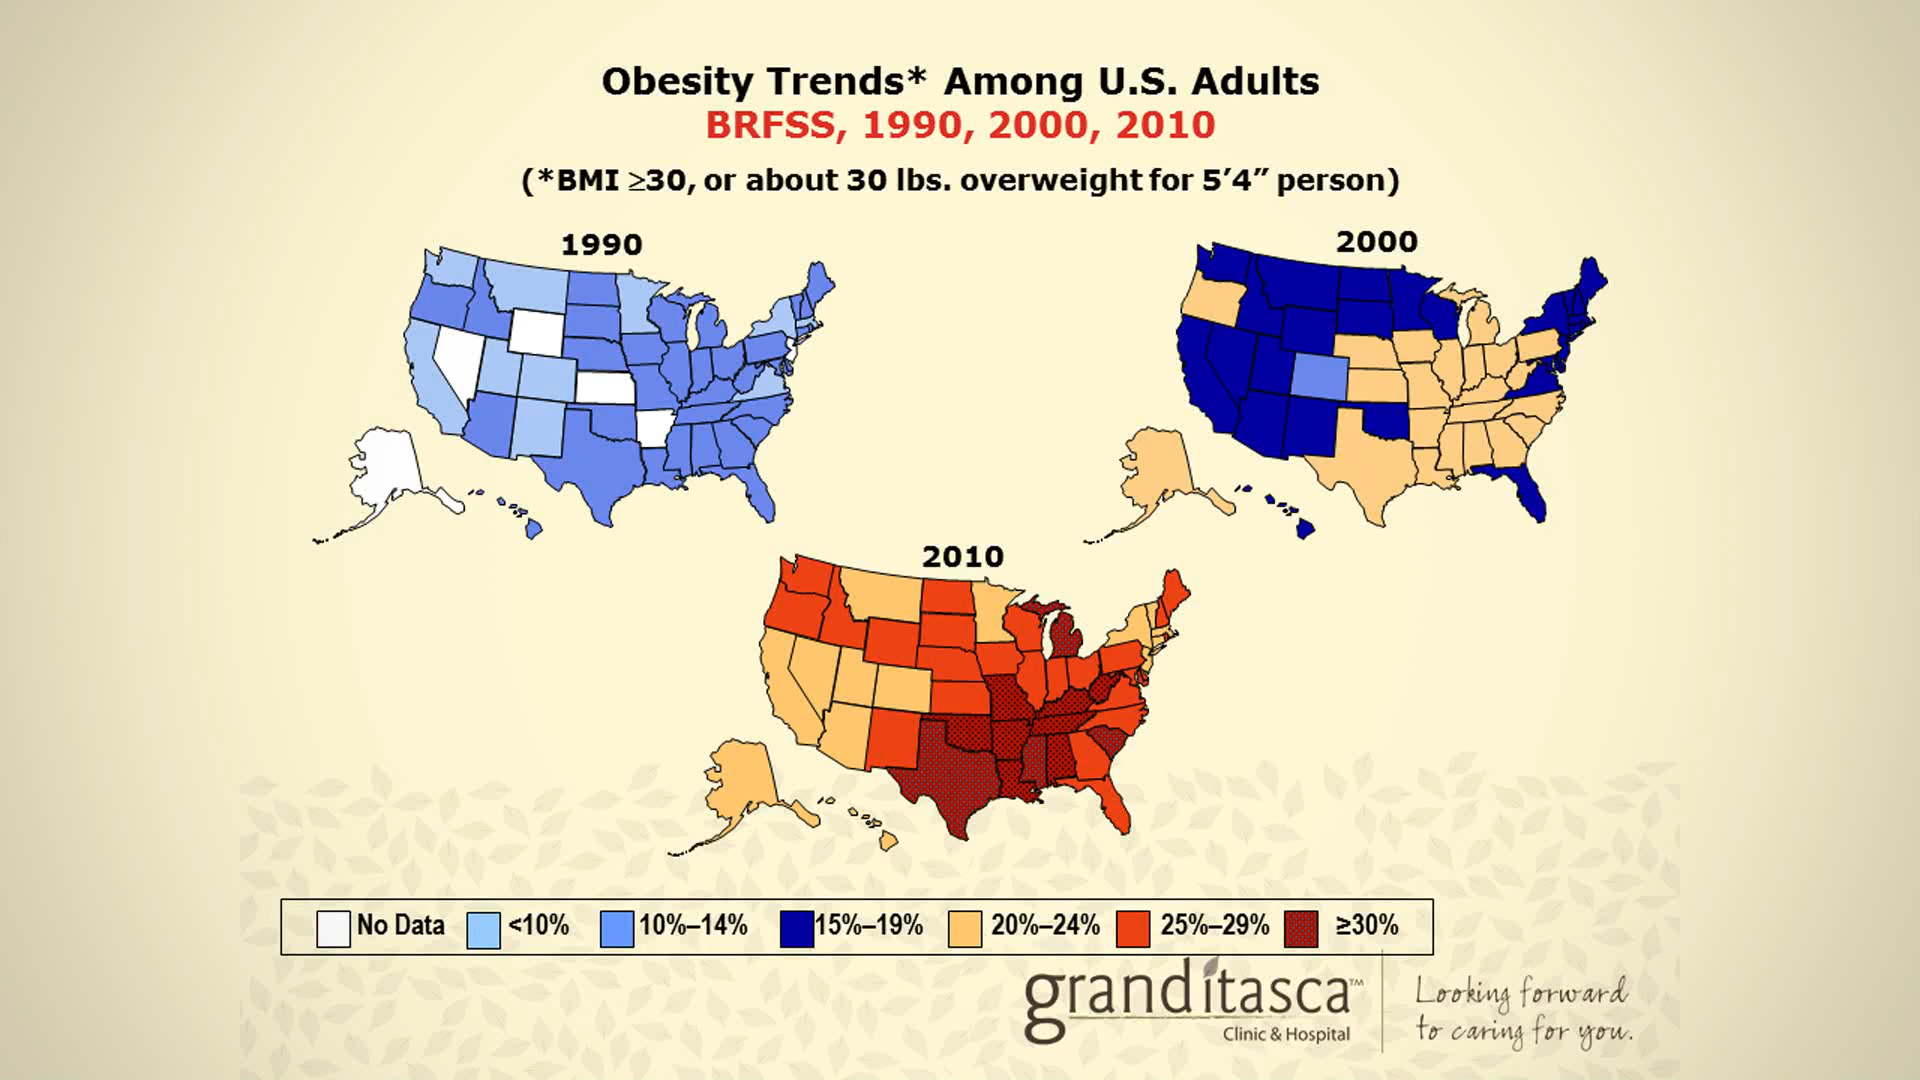 Obesity Trends* Among U.S. Adults
BRFSS, 1990, 2000, 2010
(*BMI ≥30, or about 30 lbs. overweight for 5’4” person)
1990
2000
2010
No Data <10% 10%–14% 15%–19% 20%–24% 25%–29% ≥30%
granditasca™
Clinic & Hospital
Looking forward
to caring for you.